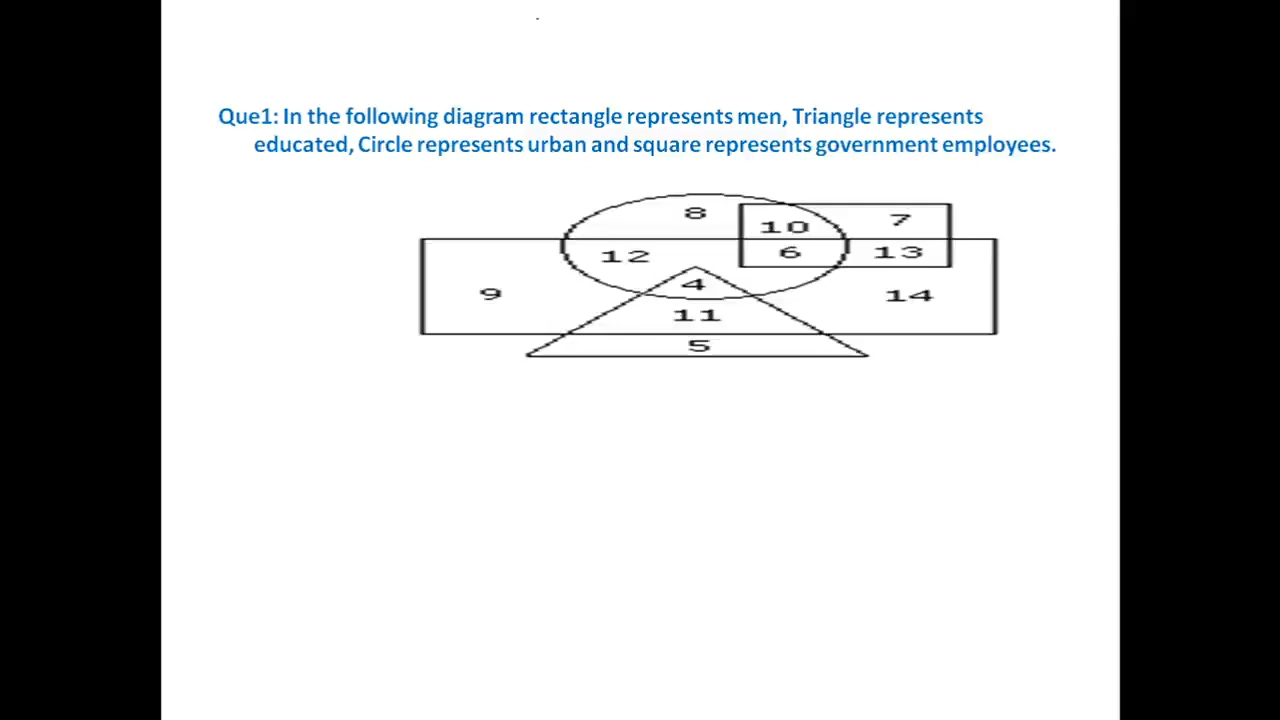 Que1: In the following diagram rectangle represents men, Triangle represents
educated, Circle represents urban and square represents government employees.
8
10 7
12 6 13
4
9 14
11
5